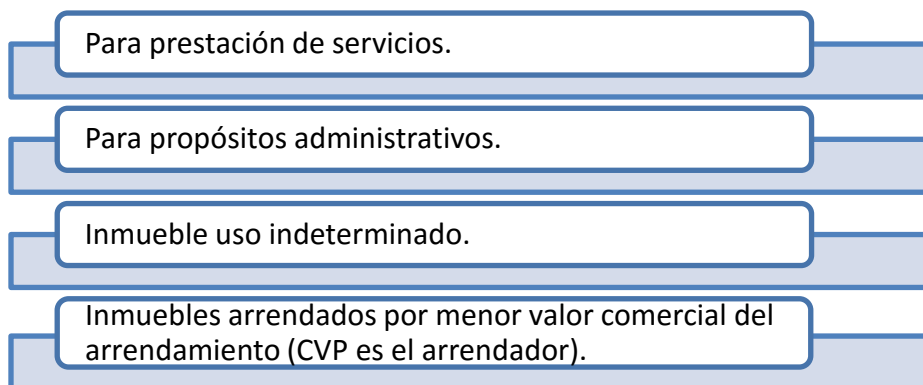 Para prestación de servicios.
Para propósitos administrativos.
Inmueble uso indeterminado.
Inmuebles arrendados por menor valor comercial del
arrendamiento (CVP es el arrendador).